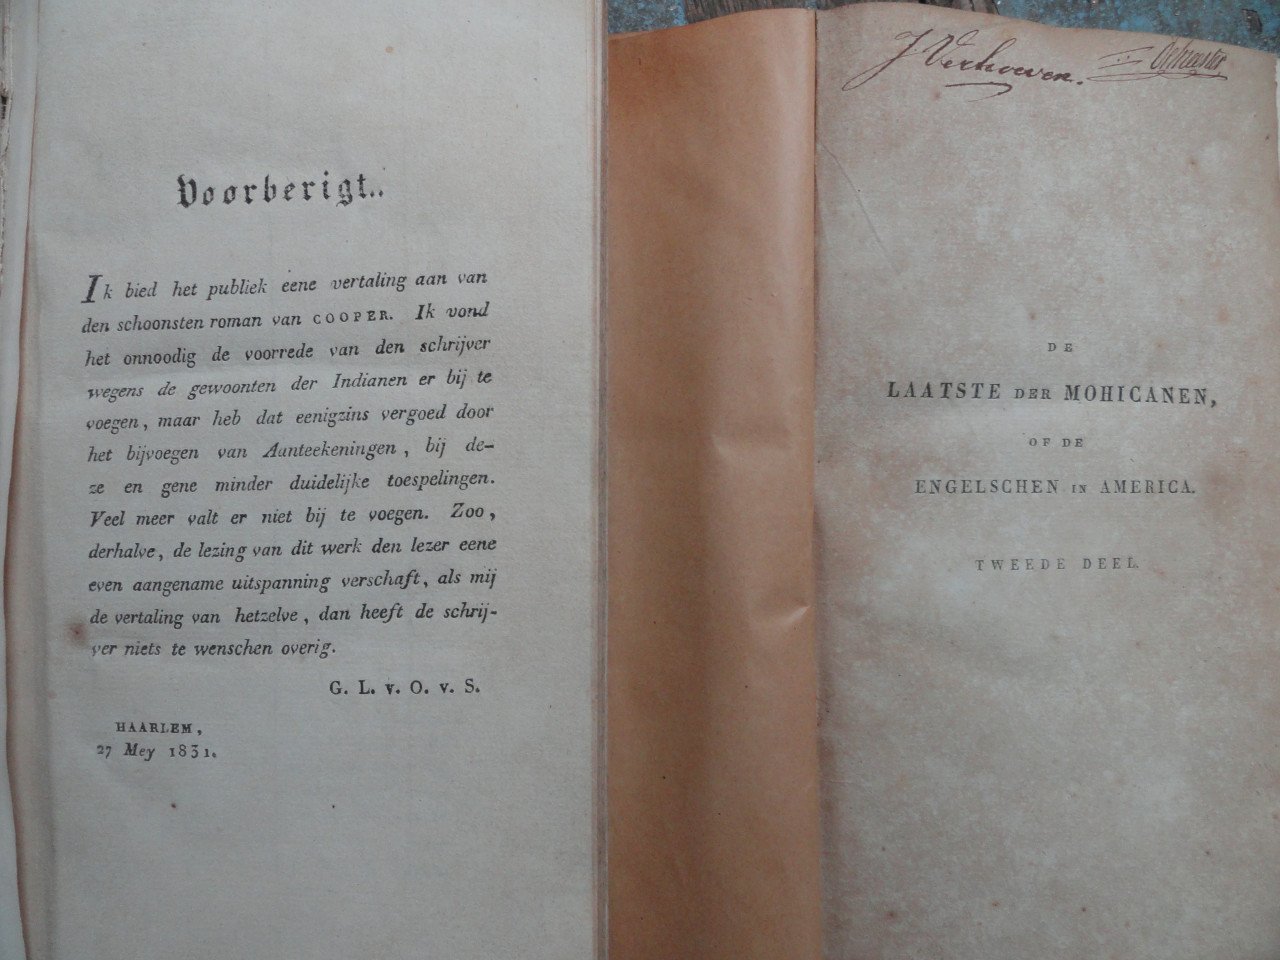 Voorberigt..
Ik bied het publiek eene vertaling aan van
den schoonsten roman van COOPER. Ik vond
het onnoodig de voorrede van den schrijver
wegens de gewoonten der Indianen er bij te
voegen, maar heb dat eenigzins vergoed door
het bijvoegen van Aanteekeningen, bij de-
ze en gene minder duidelijke toespelingen.
Veel meer valt er niet bij te voegen. Zoo,
derhalve, de lezing van dit werk den lezer eene
even aangename uitspanning verschaft, als mij
de vertaling van hetzelve, dan heeft de schrij-
ver niets te wenschen overig.
G. L. v. O. v. S.
HAARLEM,
27 Mey 1831.
J. Verhoeven.
DE
LAATSTE DER MOHICANEN,
OF DE
ENGELSCHEN IN AMERICA.
TWEEDE DEEL.